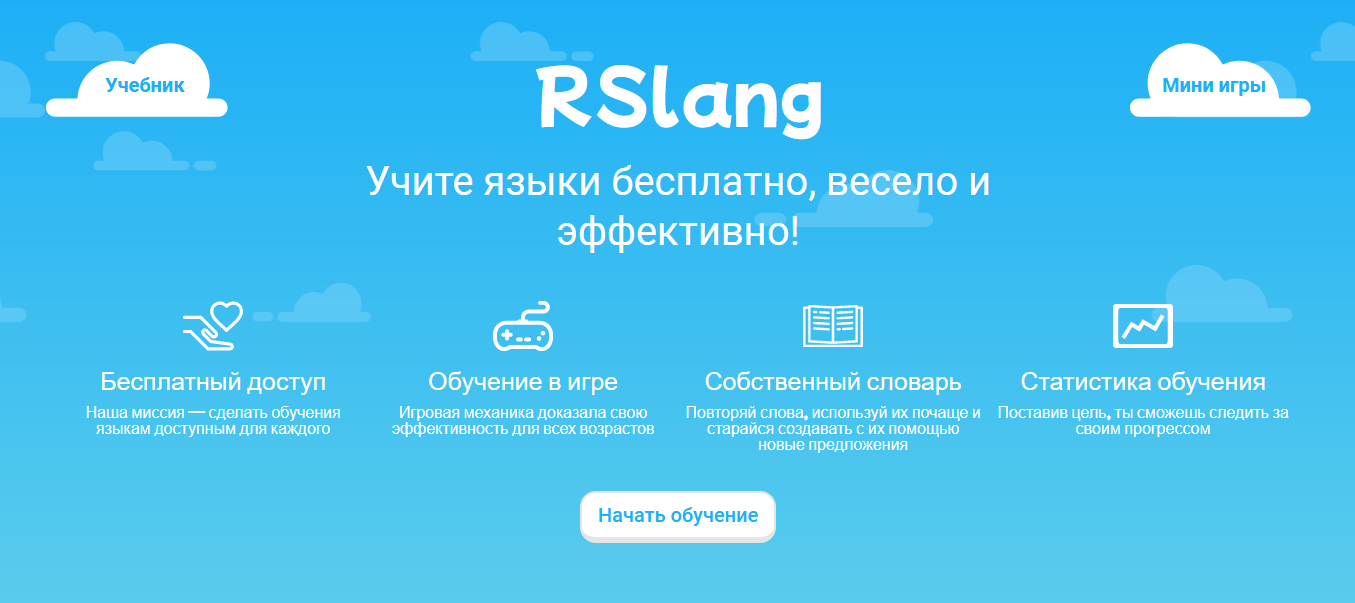 Учебник
RSlang
Мини игры
Учите языки бесплатно, весело и
эффективно!
Бесплатный доступ
Наша миссия — сделать обучения
языкам доступным для каждого
Обучение в игре
Игровая механика доказала свою
эффективность для всех возрастов
Собственный словарь
Повторяй слова, используй их почаще и
старайся создавать с их помощью
новые предложения
Статистика обучения
Поставив цель, ты сможешь следить за
своим прогрессом
Начать обучение